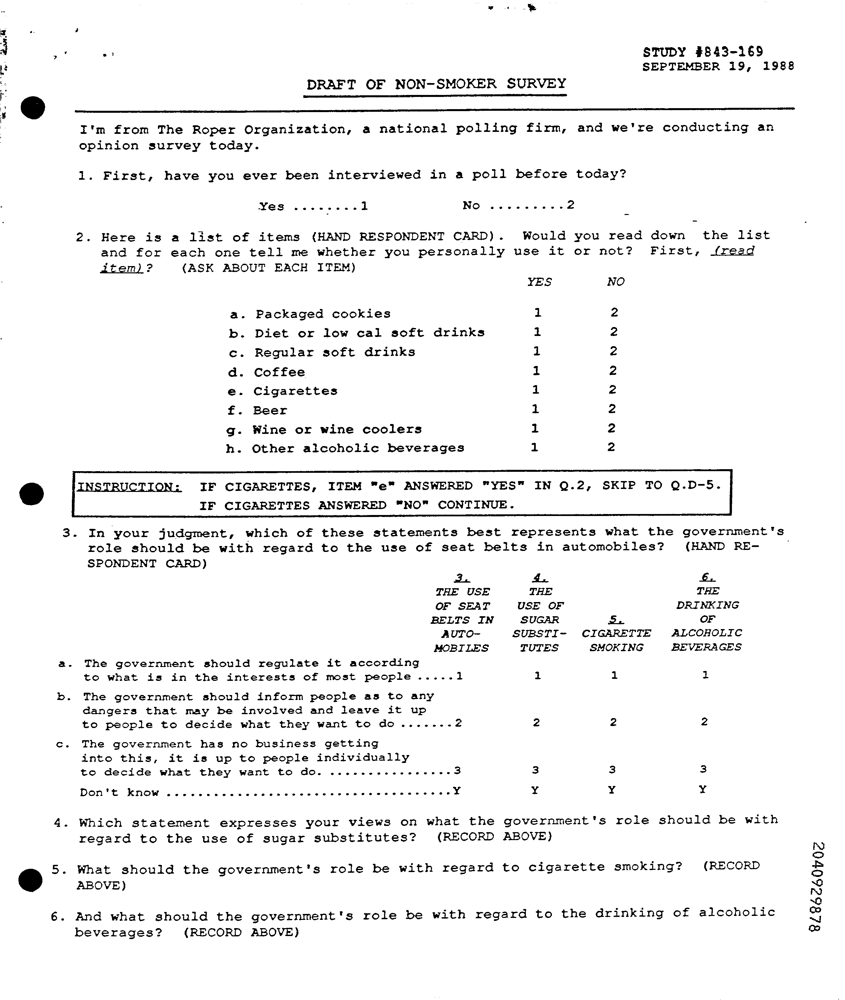 STUDY #843-169
SEPTEMBER 19, 1988
DRAFT OF NON-SMOKER SURVEY
I'm from The Roper Organization, a national polling firm, and we're conducting an
opinion survey today.
1. First, have you ever been interviewed in a poll before today?
Yes ........1 No .........2
2. Here is a list of items (HAND RESPONDENT CARD). Would you read down the list
and for each one tell me whether you personally use it or not? First, (read
item)? (ASK ABOUT EACH ITEM)
YES NO
a. Packaged cookies 1 2
b. Diet or low cal soft drinks 1 2
c. Regular soft drinks 1 2
d. Coffee 1 2
e. Cigarettes 1 2
f. Beer 1 2
g. Wine or wine coolers 1 2
h. Other alcoholic beverages 1 2
INSTRUCTION: IF CIGARETTES, ITEM "e" ANSWERED "YES" IN Q.2, SKIP TO Q.D-5.
IF CIGARETTES ANSWERED "NO" CONTINUE.
3. In your judgment, which of these statements best represents what the government's
role should be with regard to the use of seat belts in automobiles? (HAND RE-
SPONDENT CARD)
3. 4. 6.
THE USE THE THE
OF SEAT USE OF DRINKING
BELTS IN SUGAR 5. OF
AUTO- SUBSTI- CIGARETTE ALCOHOLIC
MOBILES TUTES SMOKING BEVERAGES
a. The government should regulate it according
to what is in the interests of most people .....1 1 1 1
b. The government should inform people as to any
dangers that may be involved and leave it up
to people to decide what they want to do .......2 2 2 2
c. The government has no business getting
into this, it is up to people individually
to decide what they want to do. ................3 3 3 3
Don't know .....................................Y Y Y Y
4. Which statement expresses your views on what the government's role should be with
regard to the use of sugar substitutes? (RECORD ABOVE)
5. What should the government's role be with regard to cigarette smoking? (RECORD
ABOVE)
6. And what should the government's role be with regard to the drinking of alcoholic
beverages? (RECORD ABOVE)
2040929878